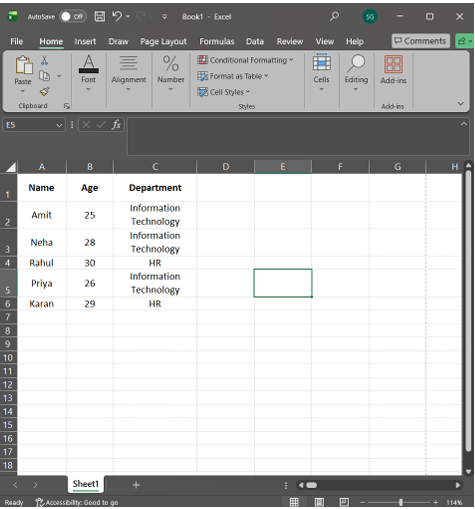 AutoSave Off Book1 - Excel SG
File Home Insert Draw Page Layout Formulas Data Review View Help Comments
Paste Font Alignment Number Conditional Formatting Cells Editing Add-ins
Format as Table
Cell Styles
Clipboard Styles Add-ins
E5 fx
A B C D E F G H
1 Name Age Department
2 Amit 25 Information
Technology
3 Neha 28 Information
Technology
4 Rahul 30 HR
5 Priya 26 Information
Technology
6 Karan 29 HR
7
8
9
10
11
12
13
14
15
16
17
18
Sheet1
Ready Accessibility: Good to go 114%